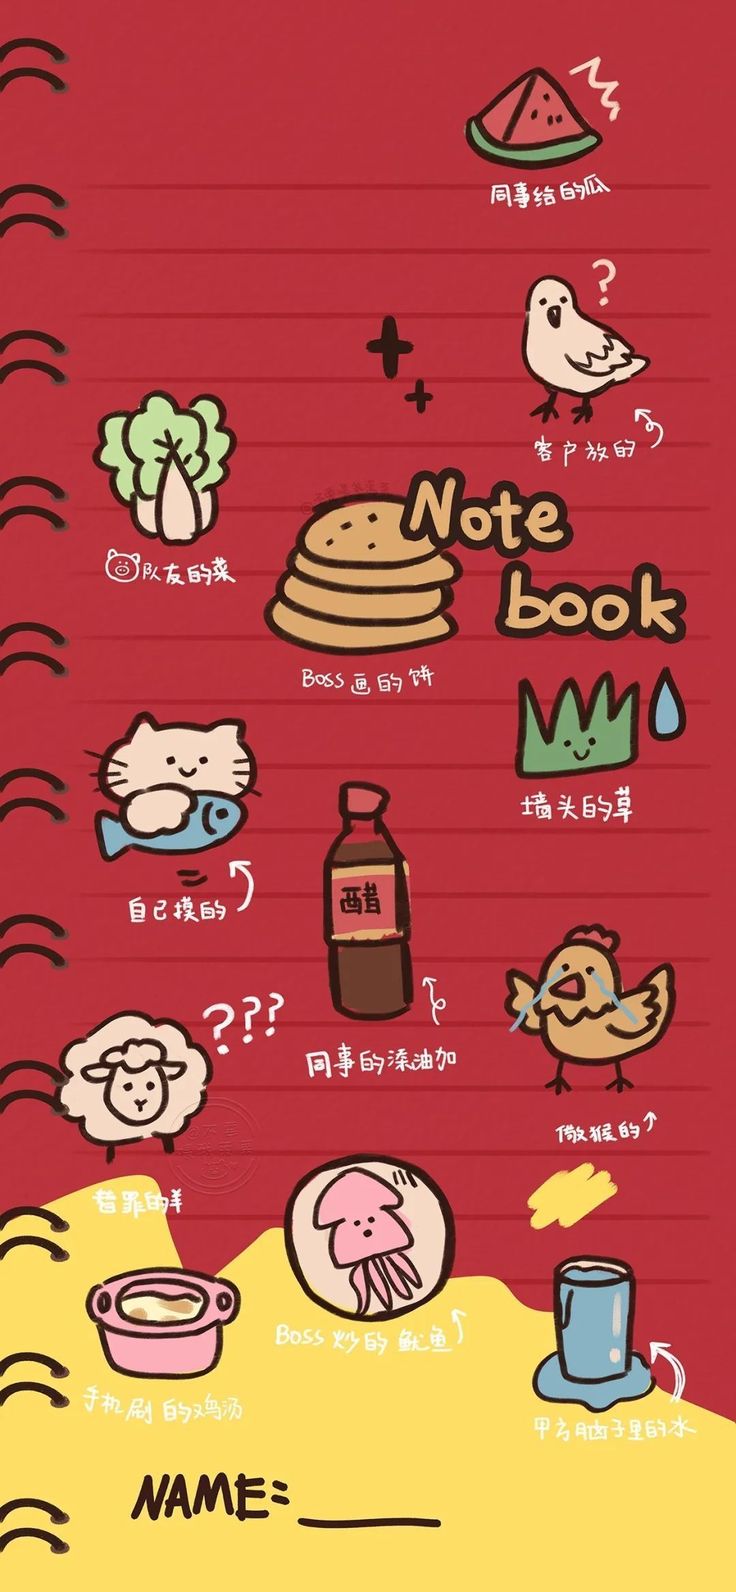 同事给的瓜
?
客户放的
队友的菜
Note
book
Boss画的饼
墙头的草
自己摸的
醋
同事的添油加
???
儆猴的
替罪的羊
Boss炒的鱿鱼
手机刷的鸡汤
甲方脑子里的水
NAME: